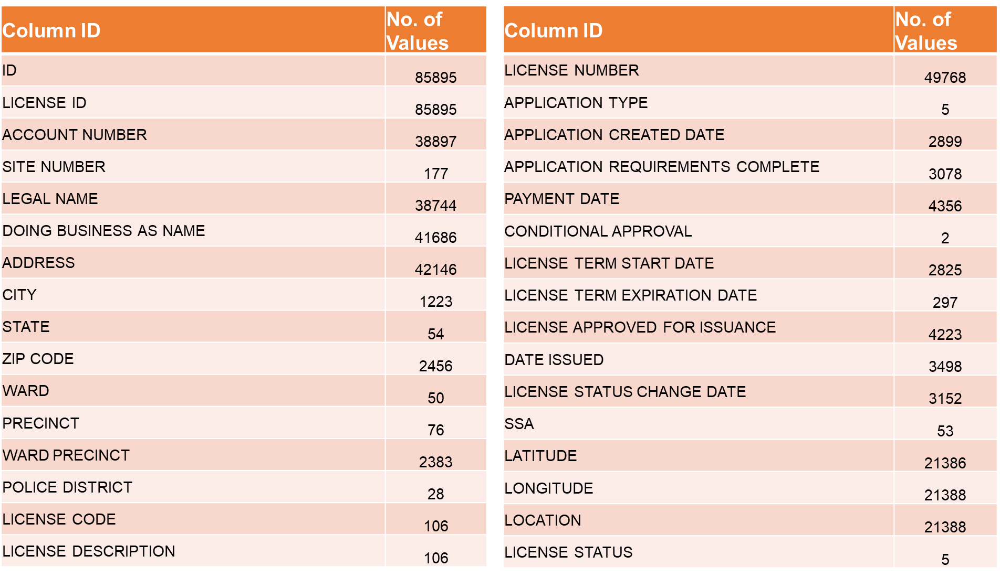 Column ID No. of
Values
ID 85895
LICENSE ID 85895
ACCOUNT NUMBER 38897
SITE NUMBER 177
LEGAL NAME 38744
DOING BUSINESS AS NAME 41686
ADDRESS 42146
CITY 1223
STATE 54
ZIP CODE 2456
WARD 50
PRECINCT 76
WARD PRECINCT 2383
POLICE DISTRICT 28
LICENSE CODE 106
LICENSE DESCRIPTION 106
Column ID No. of
Values
LICENSE NUMBER 49768
APPLICATION TYPE 5
APPLICATION CREATED DATE 2899
APPLICATION REQUIREMENTS COMPLETE 3078
PAYMENT DATE 4356
CONDITIONAL APPROVAL 2
LICENSE TERM START DATE 2825
LICENSE TERM EXPIRATION DATE 297
LICENSE APPROVED FOR ISSUANCE 4223
DATE ISSUED 3498
LICENSE STATUS CHANGE DATE 3152
SSA 53
LATITUDE 21386
LONGITUDE 21388
LOCATION 21388
LICENSE STATUS 5